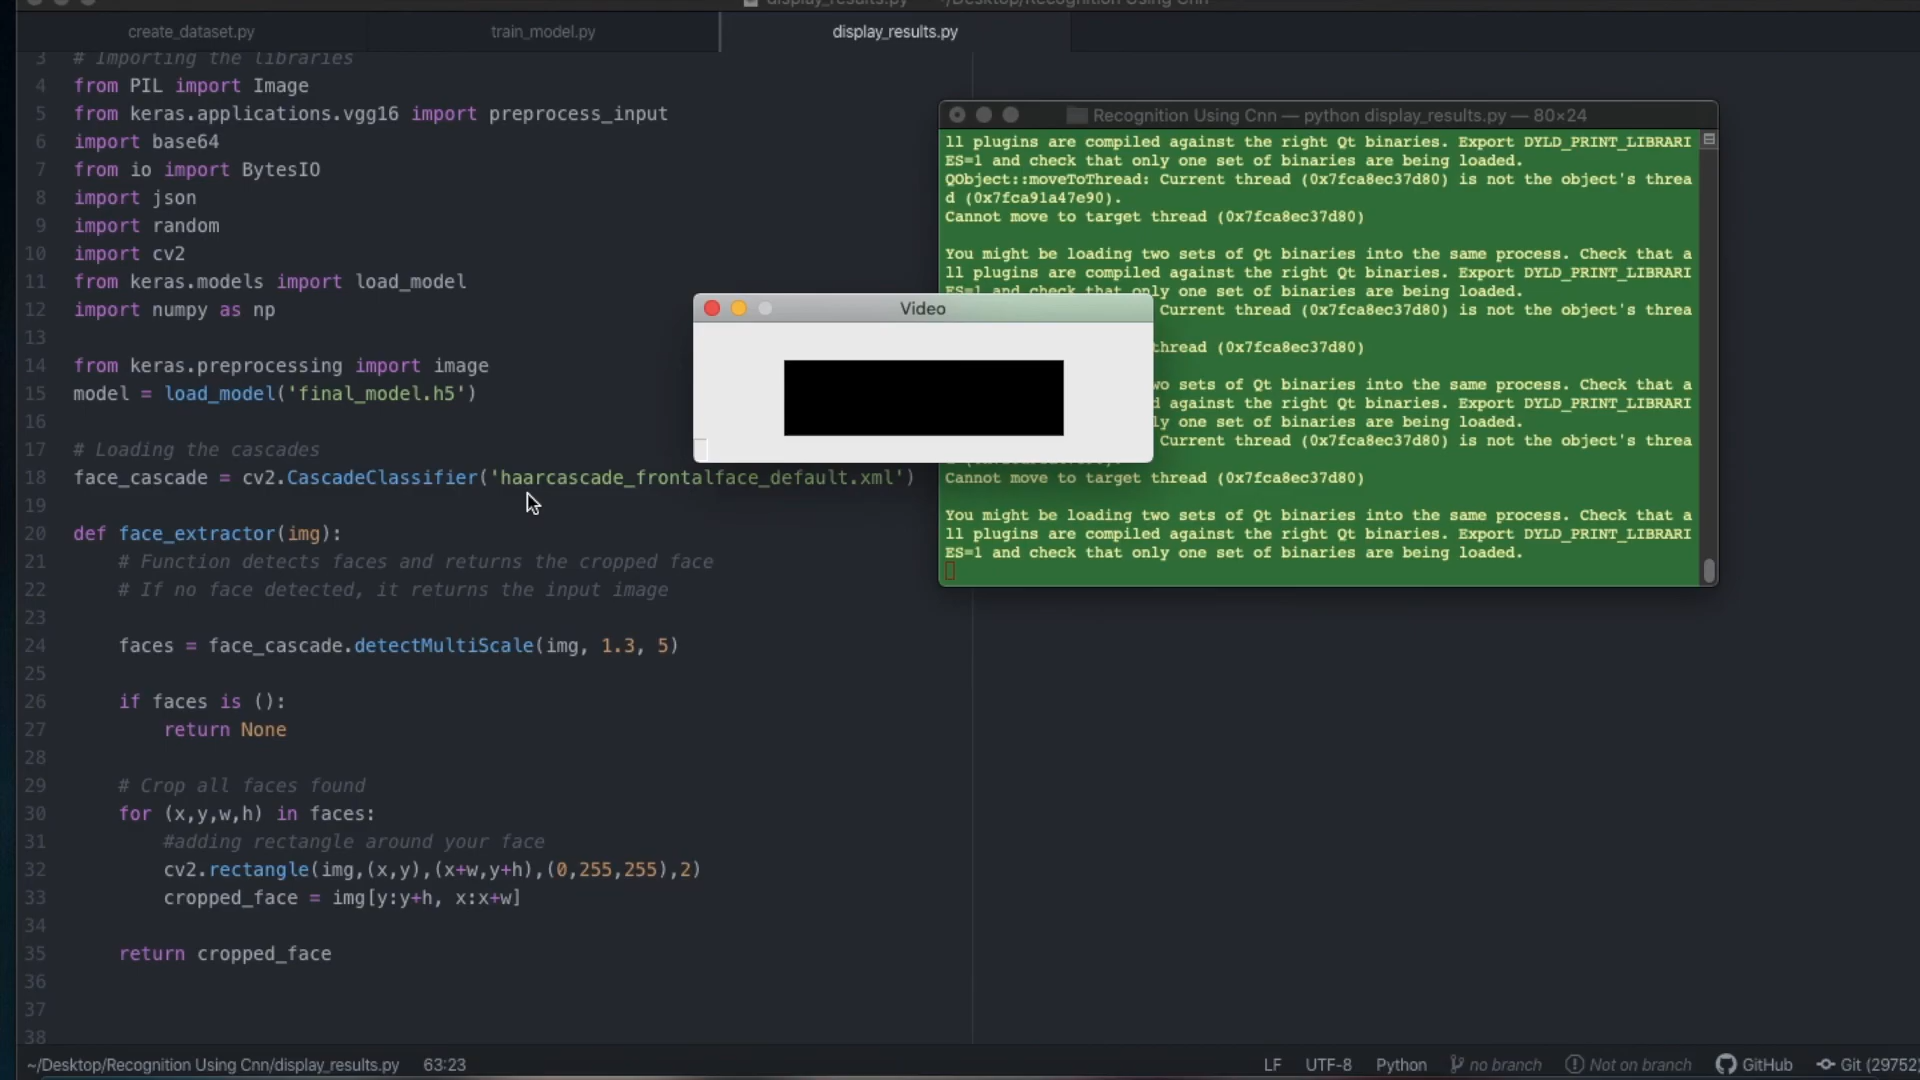 display_results.py — ~/Desktop/Recognition Using Cnn
create_dataset.py
train_model.py
display_results.py
3 # Importing the libraries
4 from PIL import Image
5 from keras.applications.vgg16 import preprocess_input
6 import base64
7 from io import BytesIO
8 import json
9 import random
10 import cv2
11 from keras.models import load_model
12 import numpy as np
13
14 from keras.preprocessing import image
15 model = load_model('final_model.h5')
16
17 # Loading the cascades
18 face_cascade = cv2.CascadeClassifier('haarcascade_frontalface_default.xml')
19
20 def face_extractor(img):
21 # Function detects faces and returns the cropped face
22 # If no face detected, it returns the input image
23
24 faces = face_cascade.detectMultiScale(img, 1.3, 5)
25
26 if faces is ():
27 return None
28
29 # Crop all faces found
30 for (x,y,w,h) in faces:
31 #adding rectangle around your face
32 cv2.rectangle(img,(x,y),(x+w,y+h),(0,255,255),2)
33 cropped_face = img[y:y+h, x:x+w]
34
35 return cropped_face
36
37
38
Recognition Using Cnn — python display_results.py — 80×24
ll plugins are compiled against the right Qt binaries. Export DYLD_PRINT_LIBRARI
ES=1 and check that only one set of binaries are being loaded.
QObject::moveToThread: Current thread (0x7fca8ec37d80) is not the object's threa
d (0x7fca91a47e90).
Cannot move to target thread (0x7fca8ec37d80)
You might be loading two sets of Qt binaries into the same process. Check that a
ll plugins are compiled against the right Qt binaries. Export DYLD_PRINT_LIBRARI
ES=1 and check that only one set of binaries are being loaded.
Current thread (0x7fca8ec37d80) is not the object's threa
thread (0x7fca8ec37d80)
wo sets of Qt binaries into the same process. Check that a
d against the right Qt binaries. Export DYLD_PRINT_LIBRARI
ly one set of binaries are being loaded.
Current thread (0x7fca8ec37d80) is not the object's threa
Cannot move to target thread (0x7fca8ec37d80)
You might be loading two sets of Qt binaries into the same process. Check that a
ll plugins are compiled against the right Qt binaries. Export DYLD_PRINT_LIBRARI
ES=1 and check that only one set of binaries are being loaded.
Video
~/Desktop/Recognition Using Cnn/display_results.py 63:23
LF UTF-8 Python no branch Not on branch GitHub Git (29752